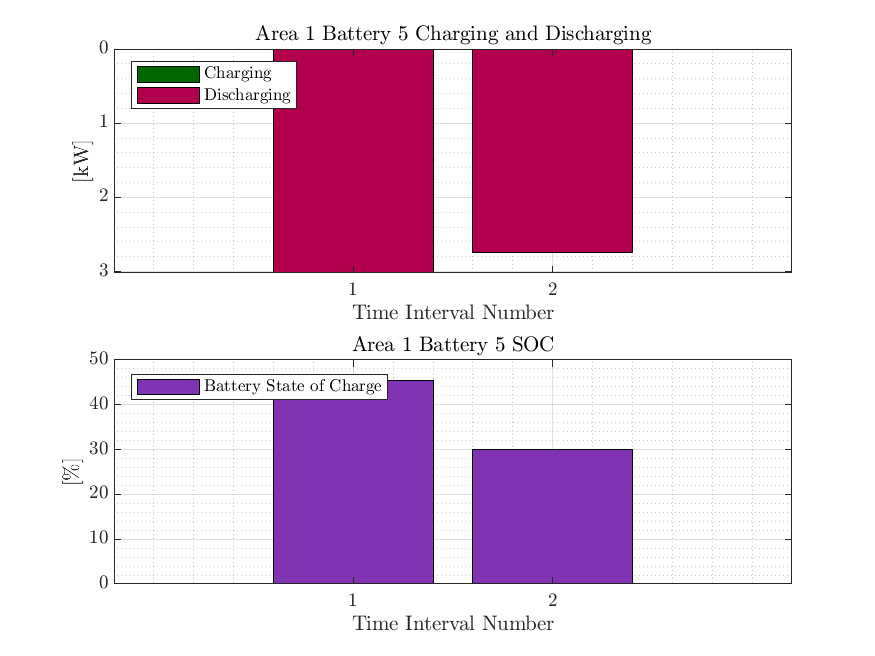 Area 1 Battery 5 Charging and Discharging
0
1
2
3
[kW]
Charging
Discharging
1 2
Time Interval Number
Area 1 Battery 5 SOC
50
40
30
20
10
0
[%]
Battery State of Charge
1 2
Time Interval Number